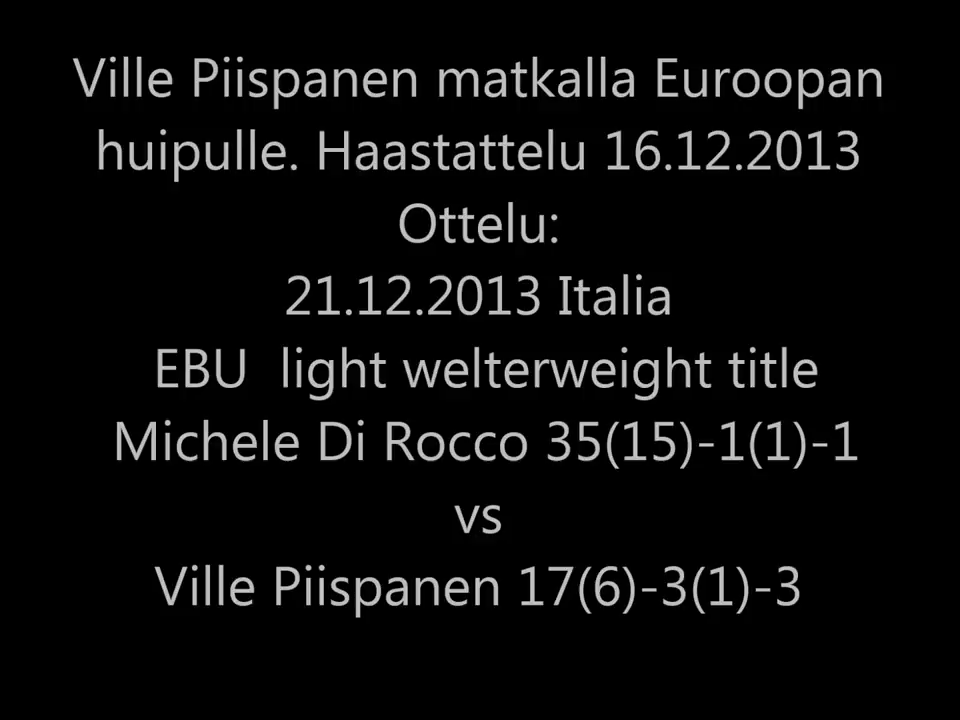 Ville Piispanen matkalla Euroopan
huipulle. Haastattelu 16.12.2013
Ottelu:
21.12.2013 Italia
EBU  light welterweight title
Michele Di Rocco 35(15)-1(1)-1
vs
Ville Piispanen 17(6)-3(1)-3